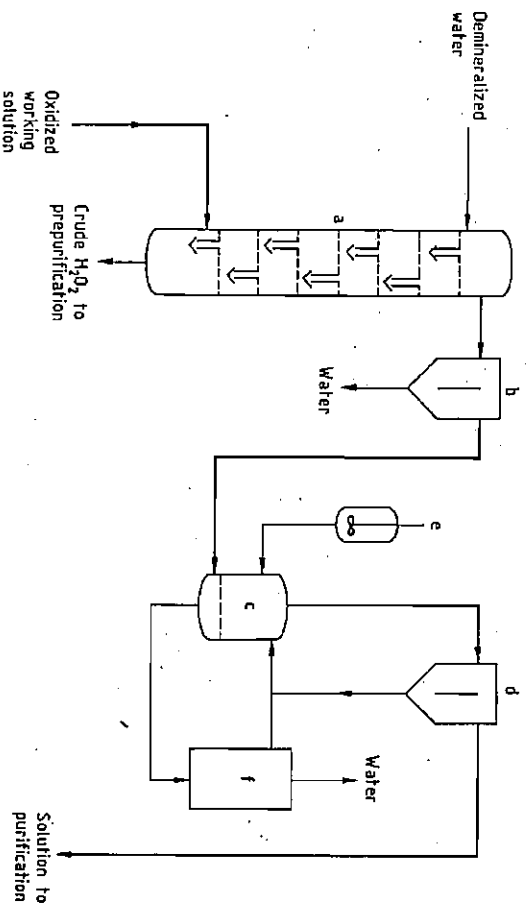 Demineralized
water
Oxidized
working
solution
a
Crude H₂O₂ to
prepurification
b
Water
e
c
d
f
Water
Solution to
purification